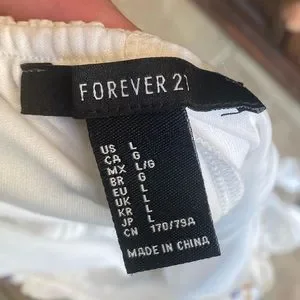 FOREVER 21
US L
CA G
MX L/G
BR G
EU L
UK L
KR L
JP L
CN 170/79A
MADE IN CHINA